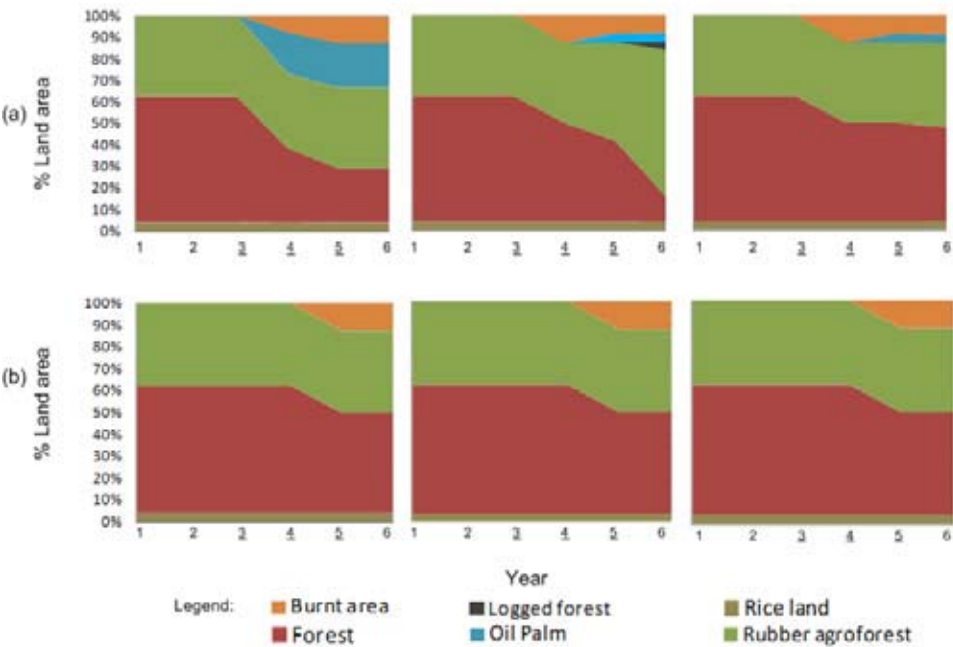 100%
90%
80%
70%
60%
50%
40%
30%
20%
10%
0%
(a)
% Land area
1 2 3 4 5 6
1 2 3 4 5 6
1 2 3 4 5 6
100%
90%
80%
70%
60%
50%
40%
30%
20%
10%
0%
(b)
% Land area
1 2 3 4 5 6
1 2 3 4 5 6
1 2 3 4 5 6
Year
Legend: Burnt area Logged forest Rice land
Forest Oil Palm Rubber agroforest